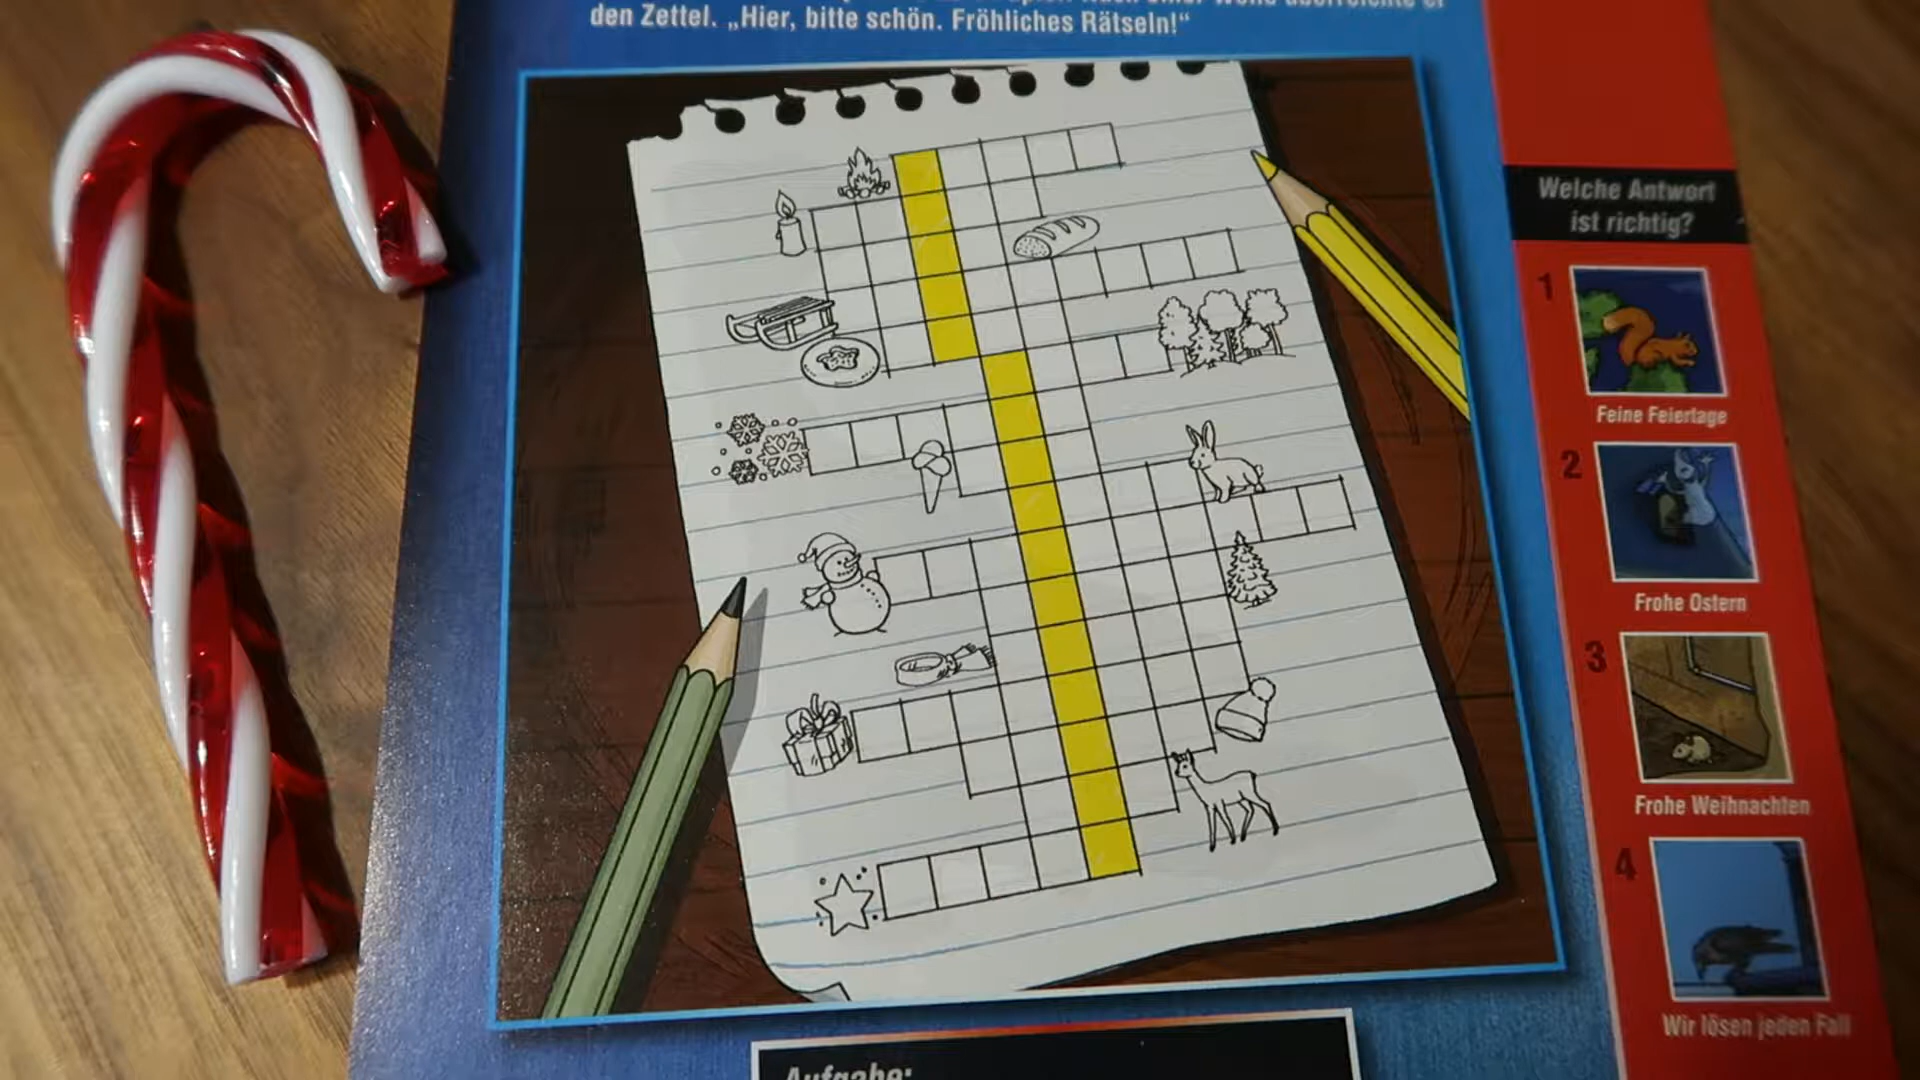 den Zettel. „Hier, bitte schön. Fröhliches Rätseln!“
Welche Antwort
ist richtig?
1
Feine Feiertage
2
Frohe Ostern
3
Frohe Weihnachten
4
Wir lösen jeden Fall
Aufgabe: